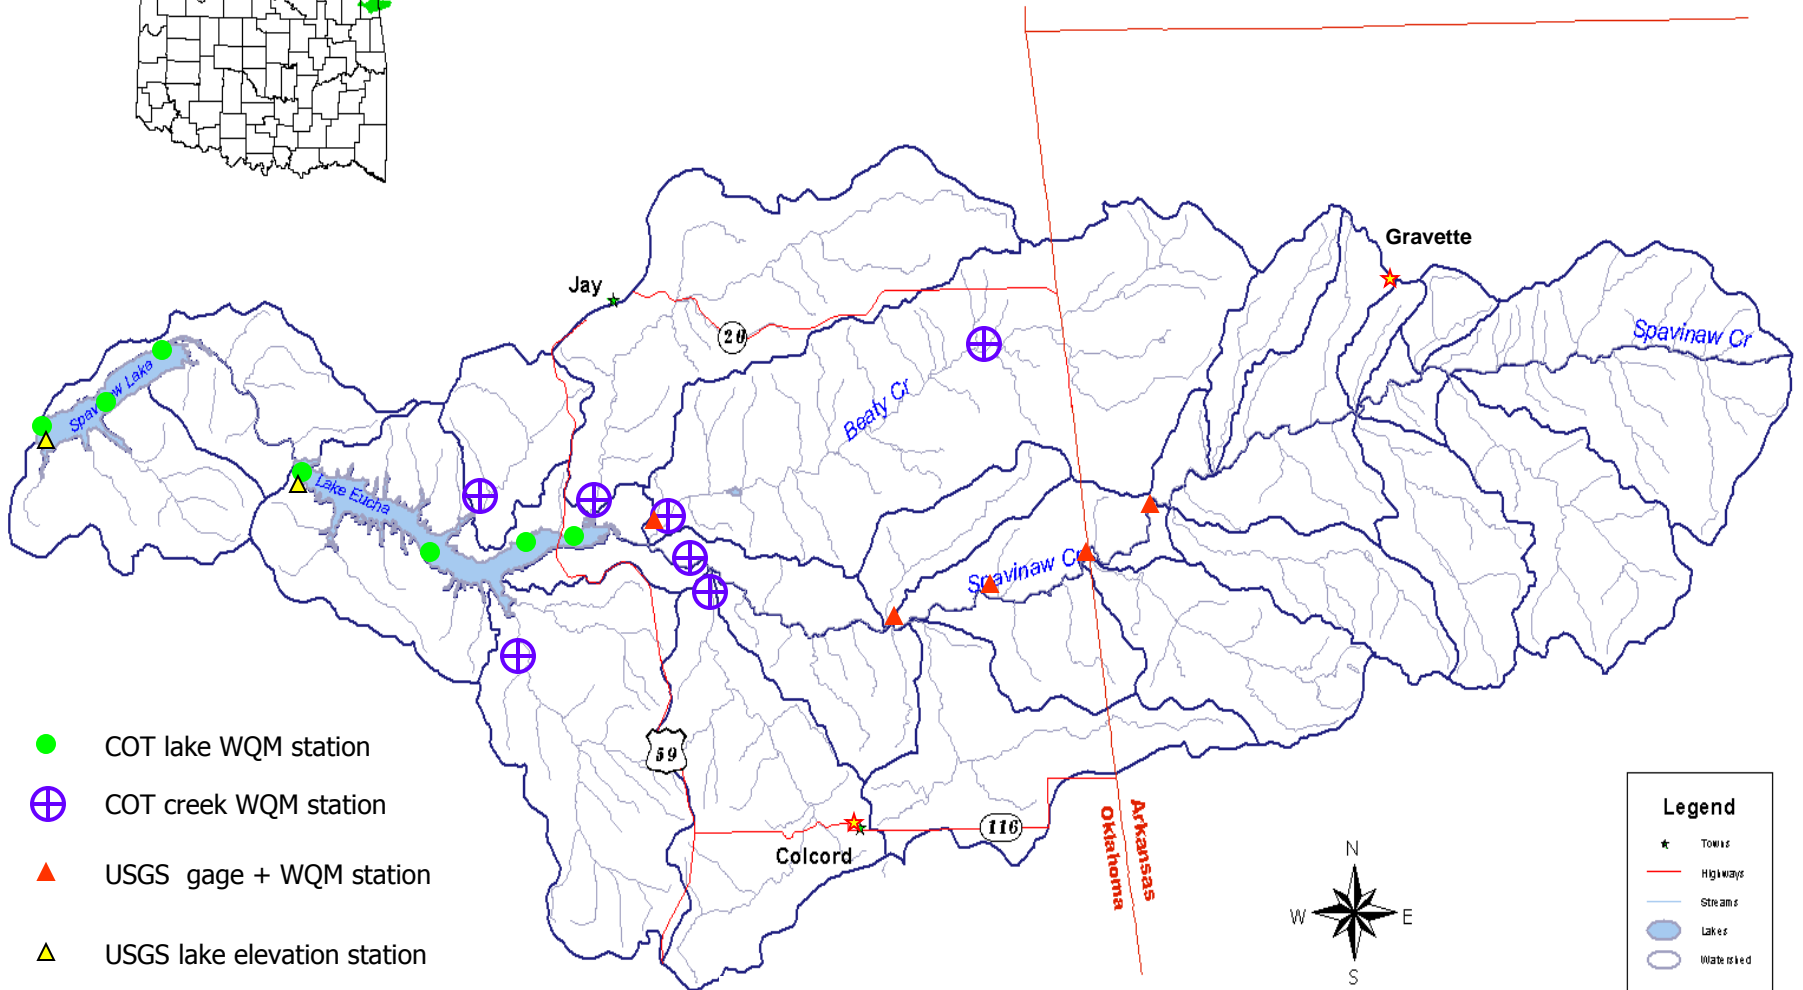 Gravette
Jay
20
Spavinaw Cr
Spavinaw Lake
Beaty Cr
Lake Eucha
Spavinaw Cr
59
COT lake WQM station
COT creek WQM station
USGS gage + WQM station
USGS lake elevation station
116
Colcord
Arkansas
Oklahoma
N
W E
S
Legend
Towns
Highways
Streams
Lakes
Watershed